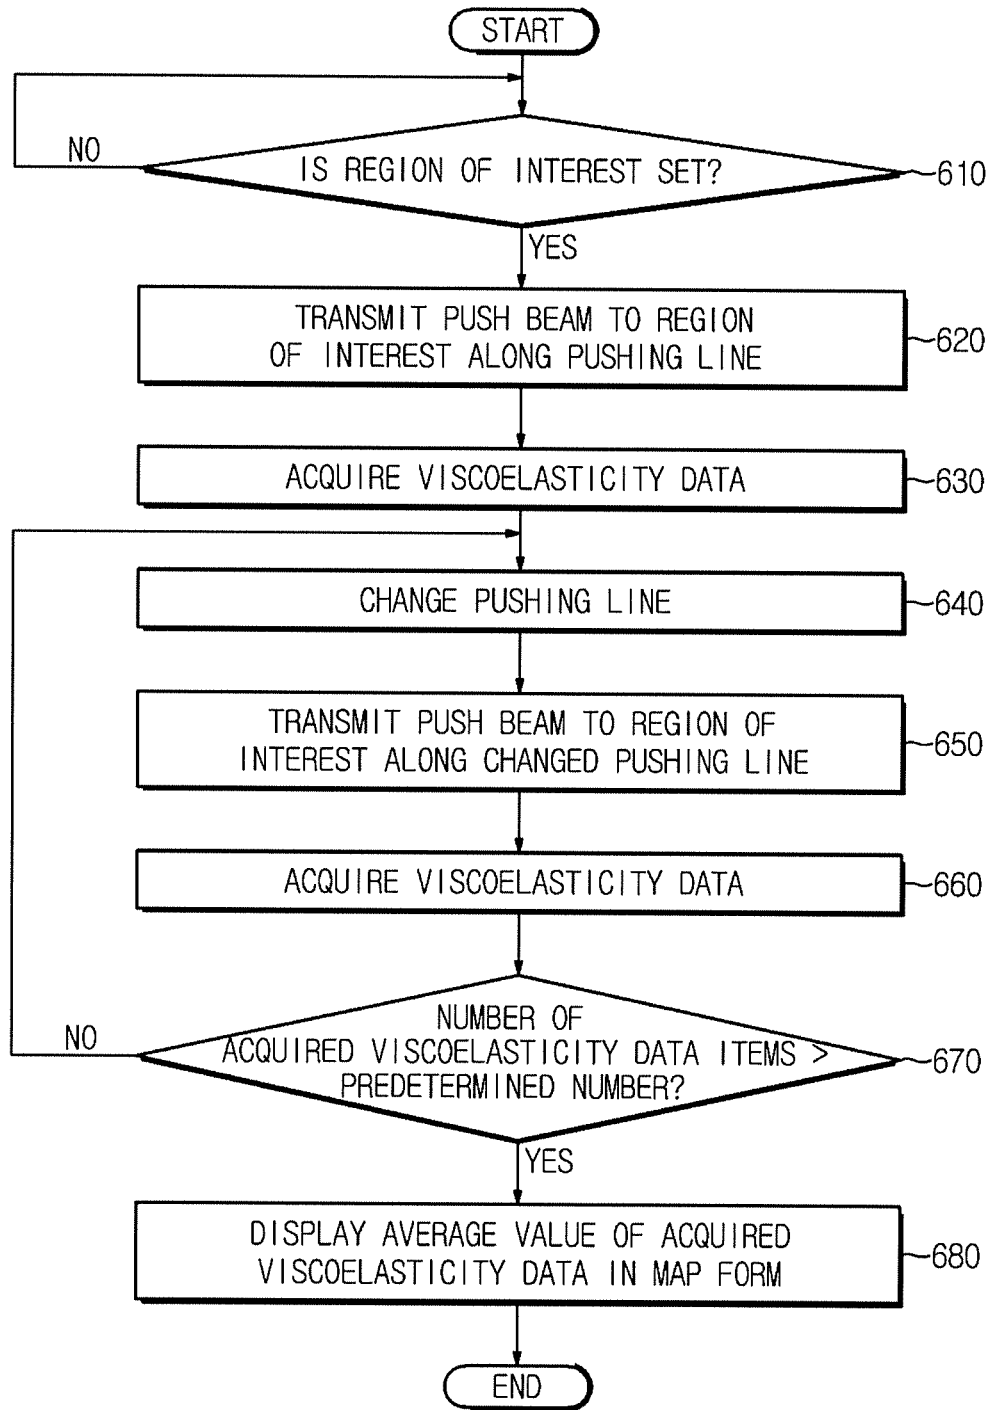 START
NO
IS REGION OF INTEREST SET?
610
YES
TRANSMIT PUSH BEAM TO REGION
OF INTEREST ALONG PUSHING LINE
620
ACQUIRE VISCOELASTICITY DATA
630
CHANGE PUSHING LINE
640
TRANSMIT PUSH BEAM TO REGION OF
INTEREST ALONG CHANGED PUSHING LINE
650
ACQUIRE VISCOELASTICITY DATA
660
NO
NUMBER OF
ACQUIRED VISCOELASTICITY DATA ITEMS >
PREDETERMINED NUMBER?
670
YES
DISPLAY AVERAGE VALUE OF ACQUIRED
VISCOELASTICITY DATA IN MAP FORM
680
END